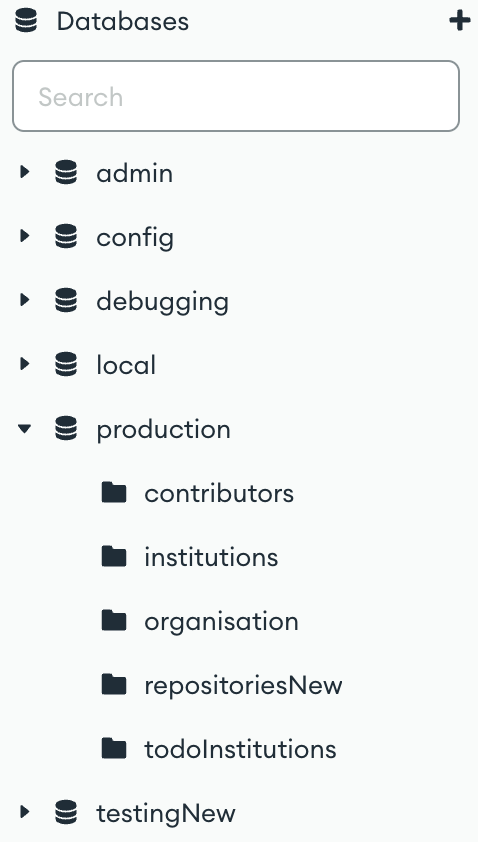 Databases
Search
admin
config
debugging
local
production
contributors
institutions
organisation
repositoriesNew
todoInstitutions
testingNew